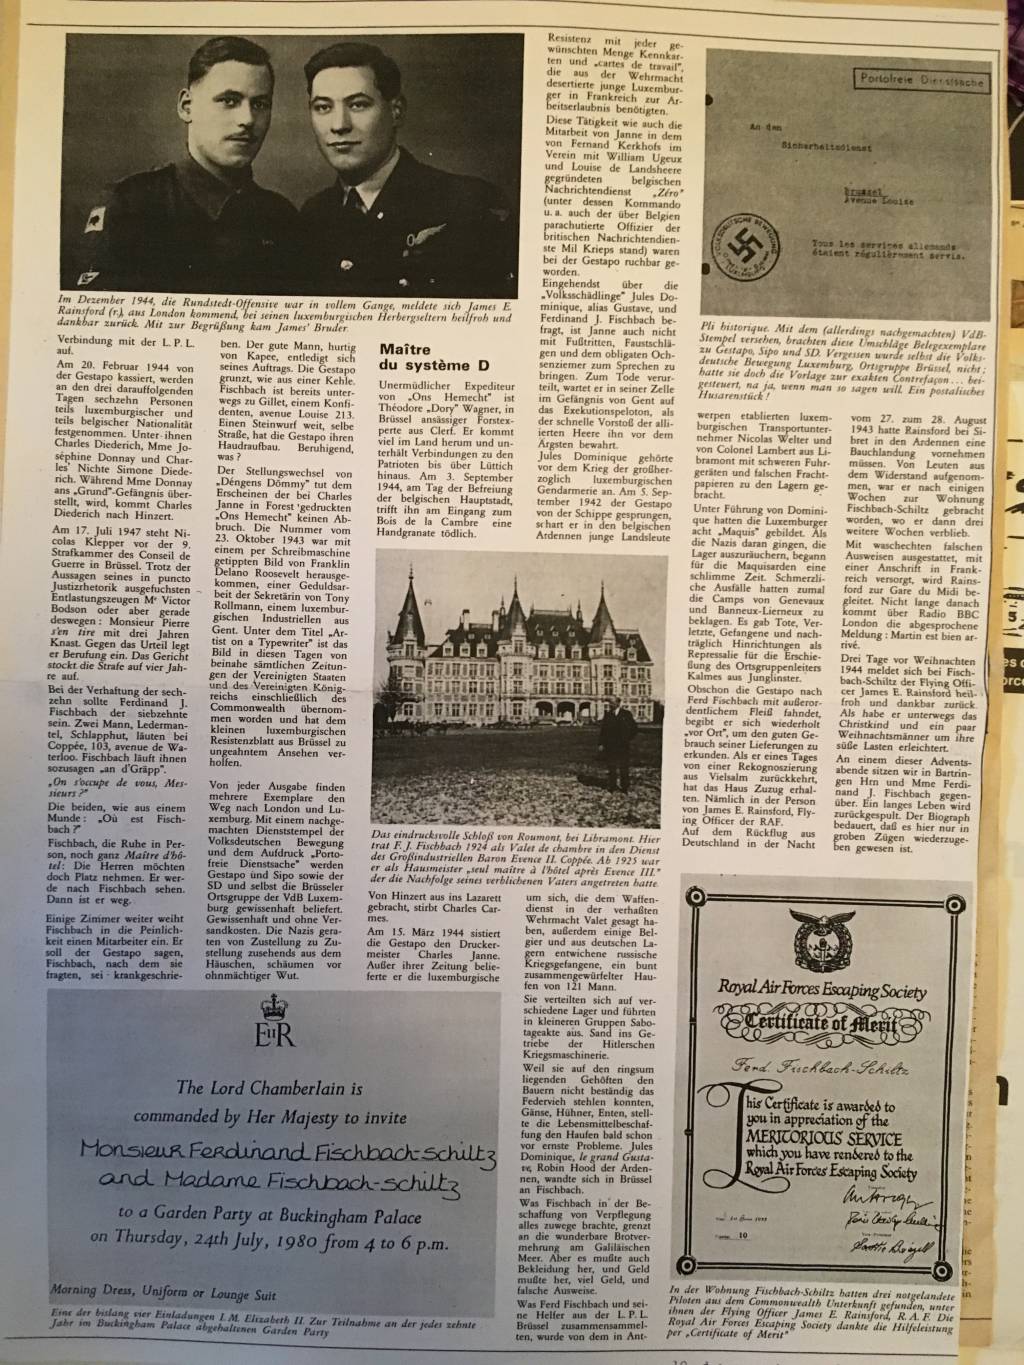 Im Dezember 1944, die Rundstedt-Offensive war in vollem Gange, meldete sich James E.
Rainsford (r.), aus London kommend, bei seinen luxemburgischen Herbergseltern heilfroh und
dankbar zurück. Mit zur Begrüßung kam James' Bruder.
Verbindung mit der L. P. L.
auf.
Am 20. Februar 1944 von
der Gestapo kassiert, werden
an den drei darauffolgenden
Tagen sechzehn Personen
teils luxemburgischer und
teils belgischer Nationalität
festgenommen. Unter ihnen
Charles Diederich, Mme Jo-
séphine Donnay und Char-
les' Nichte Simone Diede-
rich. Während Mme Donnay
ans „Grund"-Gefängnis über-
stellt, wird, kommt Charles
Diederich nach Hinzert.
Am 17. Juli 1947 steht Ni-
colas Klepper vor der 9.
Strafkammer des Conseil de
Guerre in Brüssel. Trotz der
Aussagen seines in puncto
Justizrhetorik ausgefuchsten
Entlastungszeugen Me Victor
Bodson oder aber gerade
deswegen: Monsieur Pierre
s'en tire mit drei Jahren
Knast. Gegen das Urteil legt
er Berufung ein. Das Gericht
stockt die Strafe auf vier Jah-
re auf.
Bei der Verhaftung der sech-
zehn sollte Ferdinand J.
Fischbach der siebzehnte
sein. Zwei Mann, Lederman-
tel, Schlapphut, läuten bei
Coppée, 103, avenue de Wa-
terloo. Fischbach läuft ihnen
sozusagen „an d'Gräpp".
„On s'occupe de vous, Mes-
sieurs?"
Die beiden, wie aus einem
Munde: „Où est Fisch-
bach?"
Fischbach, die Ruhe in Per-
son, noch ganz Maître d'hô-
tel: Die Herren möchten
doch Platz nehmen. Er wer-
de nach Fischbach sehen.
Dann ist er weg.
Einige Zimmer weiter weiht
Fischbach in die Peinlich-
keit einen Mitarbeiter ein. Er
soll der Gestapo sagen,
Fischbach, nach dem sie
fragten, sei krankgeschrie-
ben. Der gute Mann, hurtig
von Kapee, entledigt sich
seines Auftrags. Die Gestapo
grunzt, wie aus einer Kehle.
Fischbach ist bereits unter-
wegs zu Gillet, einem Konfi-
denten, avenue Louise 213.
Einen Steinwurf weit, selbe
Straße, hat die Gestapo ihren
Haudraufbau. Beruhigend,
was?
Der Stellungswechsel von
„Déngens Dömmy" tut dem
Erscheinen der bei Charles
Janne in Forest gedruckten
„Ons Hemecht" keinen Ab-
bruch. Die Nummer vom
23. Oktober 1943 war mit
einem per Schreibmaschine
getippten Bild von Franklin
Delano Roosevelt herausge-
kommen, einer Geduldsar-
beit der Sekretärin von Tony
Rollmann, einem luxembur-
gischen Industriellen aus
Gent. Unter dem Titel „Ar-
tist on a Typewriter" ist das
Bild in diesen Tagen von
beinahe sämtlichen Zeitun-
gen der Vereinigten Staaten
und des Vereinigten König-
reichs einschließlich des
Commonwealth übernom-
men worden und hat dem
kleinen luxemburgischen
Resistenzblatt aus Brüssel zu
ungeahntem Ansehen ver-
holfen.
Von jeder Ausgabe finden
mehrere Exemplare den
Weg nach London und Lu-
xemburg. Mit einem nachge-
machten Dienststempel der
Volksdeutschen Bewegung
und dem Aufdruck „Porto-
freie Dienstsache" werden
Gestapo und Sipo sowie der
SD und selbst die Brüsseler
Ortsgruppe der VdB Luxem-
burg gewissenhaft beliefert.
Gewissenhaft und ohne Ver-
sandkosten. Die Nazis gera-
ten von Zustellung zu Zu-
stellung zusehends aus dem
Häuschen, schäumen vor
ohnmächtiger Wut.
Maître
du système D
Unermüdlicher Expediteur
von „Ons Hemecht" ist
Théodore „Dory" Wagner, in
Brüssel ansässiger Forstex-
perte aus Clerf. Er kommt
viel im Land herum und un-
terhält Verbindungen zu den
Patrioten bis über Lüttich
hinaus. Am 3. September
1944, am Tag der Befreiung
der belgischen Hauptstadt,
trifft ihn am Eingang zum
Bois de la Cambre eine
Handgranate tödlich.
Das eindrucksvolle Schloß von Roumont, bei Libramont. Hier
trat F. J. Fischbach 1924 als Valet de chambre in den Dienst
des Großindustriellen Baron Evence II. Coppée. Ab 1925 war
er als Hausmeister „seul maître à l'hôtel après Evence III."
der die Nachfolge seines verblichenen Vaters angetreten hatte.
Von Hinzert aus ins Lazarett
gebracht, stirbt Charles Car-
mes.
Am 15. März 1944 sistiert
die Gestapo den Drucker-
meister Charles Janne.
Außer ihrer Zeitung belie-
ferte er die luxemburgische
Resistenz mit jeder ge-
wünschten Menge Kennkar-
ten und „cartes de travail",
die aus der Wehrmacht
desertierte junge Luxembur-
ger in Frankreich zur Ar-
beitserlaubnis benötigten.
Diese Tätigkeit wie auch die
Mitarbeit von Janne in dem
von Fernand Kerkhofs im
Verein mit William Ugeux
und Louise de Landsheere
gegründeten belgischen
Nachrichtendienst „Zéro"
(unter dessen Kommando
u. a. auch der über Belgien
parachutierte Offizier der
britischen Nachrichtendien-
ste Mil Krieps stand) waren
bei der Gestapo ruchbar ge-
worden.
Eingehendst über die
„Volksschädlinge" Jules Do-
minique, alias Gustave, und
Ferdinand J. Fischbach be-
fragt, ist Janne auch nicht
mit Fußtritten, Faustschlä-
gen und dem obligaten Och-
senziemer zum Sprechen zu
bringen. Zum Tode verur-
teilt, wartet er in seiner Zelle
im Gefängnis von Gent auf
das Exekutionspeloton, als
der schnelle Vorstoß der al-
lierten Heere ihn vor dem
Ärgsten bewahrt.
Jules Dominique gehörte
vor dem Krieg der großher-
zoglich luxemburgischen
Gendarmerie an. Am 5. Sep-
tember 1942 der Gestapo
von der Schippe gesprungen,
schart er in den belgischen
Ardennen junge Landsleute
um sich, die dem Waffen-
dienst in der verhaßten
Wehrmacht Valet gesagt ha-
ben, außerdem einige Bel-
gier und aus deutschen La-
gern entwichene russische
Kriegsgefangene, ein bunt
zusammengewürfelter Hau-
fen von 121 Mann.
Sie verteilten sich auf ver-
schiedene Lager und führten
in kleineren Gruppen Sabo-
tageakte aus. Sand ins Ge-
triebe der Hitlerschen
Kriegsmaschinerie.
Weil sie auf den ringsum
liegenden Gehöften den
Bauern nicht beständig das
Federvieh stehlen konnten,
Gänse, Hühner, Enten, stell-
te die Lebensmittelbeschaf-
fung den Haufen bald schon
vor ernste Probleme. Jules
Dominique, le grand Gusta-
ve, Robin Hood der Arden-
nen, wandte sich in Brüssel
an Fischbach.
Was Fischbach in der Be-
schaffung von Verpflegung
alles zuwege brachte, grenzt
an die wunderbare Brotver-
mehrung am Galiläischen
Meer. Aber es mußte auch
Bekleidung her, und Geld
mußte her, viel Geld, und
falsche Ausweise.
Was Ferd Fischbach und sei-
ne Helfer aus der L. P. L.
Brüssel zusammensammel-
ten, wurde von dem in Ant-
Portofreie Dienstsache
An den
Sicherheitsdienst
Brussel
Avenue Louise
VOLKSDEUTSCHE BEWEGUNG
LUXEMBURG
Tous les services allemands
étaient régulièrement servis.
Pli historique. Mit dem (allerdings nachgemachten) VdB-
Stempel versehen, brachten diese Umschläge Belegexemplare
zu Gestapo, Sipo und SD. Vergessen wurde selbst die Volks-
deutsche Bewegung Luxemburg, Ortsgruppe Brüssel, nicht;
hatte sie doch die Vorlage zur exakten Contrefaçon... bei-
gesteuert, na ja, wenn man so sagen will. Ein postalisches
Husarenstück!
werpen etablierten luxem-
burgischen Transportunter-
nehmer Nicolas Welter und
von Colonel Lambert aus Li-
bramont mit schweren Fuhr-
geräten und falschen Fracht-
papieren zu den Lagern ge-
bracht.
Unter Führung von Domini-
que hatten die Luxemburger
acht „Maquis" gebildet. Als
die Nazis daran gingen, die
Lager auszuräuchern, begann
für die Maquisarden eine
schlimme Zeit. Schmerzli-
che Ausfälle hatten zumal
die Camps von Genevaux
und Banneux-Lierneux zu
beklagen. Es gab Tote, Ver-
letzte, Gefangene und nach-
träglich Hinrichtungen als
Repressalie für die Erschie-
ßung des Ortsgruppenleiters
Kalmes aus Junglinster.
Obschon die Gestapo nach
Ferd Fischbach mit außeror-
dentlichem Fleiß fahndet,
begibt er sich wiederholt
„vor Ort", um den guten Ge-
brauch seiner Lieferungen zu
erkunden. Als er eines Tages
von einer Rekognoszierung
aus Vielsalm zurückkehrt,
hat das Haus Zuzug erhal-
ten. Nämlich in der Person
von James E. Rainsford, Fly-
ing Officer der RAF.
Auf dem Rückflug aus
Deutschland in der Nacht
vom 27. zum 28. August
1943 hatte Rainsford bei Si-
bret in den Ardennen eine
Bauchlandung vornehmen
müssen. Von Leuten aus
dem Widerstand aufgenom-
men, war er nach einigen
Wochen zur Wohnung
Fischbach-Schiltz gebracht
worden, wo er dann drei
weitere Wochen verblieb.
Mit waschechten falschen
Ausweisen ausgestattet, mit
einer Anschrift in Frank-
reich versorgt, wird Rains-
ford zur Gare du Midi be-
gleitet. Nicht lange danach
kommt über Radio BBC
London die abgesprochene
Meldung: Martin est bien ar-
rivé.
Drei Tage vor Weihnachten
1944 meldet sich bei Fisch-
bach-Schiltz der Flying Offi-
cer James E. Rainsford heil-
froh und dankbar zurück.
Als habe er unterwegs das
Christkind und ein paar
Weihnachtsmänner um ihre
süße Lasten erleichtert.
An einem dieser Advents-
abende sitzen wir in Bartrin-
gen Hrn und Mme Ferdi-
nand J. Fischbach gegen-
über. Ein langes Leben wird
zurückgespult. Der Biograph
bedauert, daß es hier nur in
groben Zügen wiederzuge-
ben gewesen ist.
EIIR
The Lord Chamberlain is
commanded by Her Majesty to invite
Monsieur Ferdinand Fischbach-Schiltz
and Madame Fischbach-Schiltz
to a Garden Party at Buckingham Palace
on Thursday, 24th July, 1980 from 4 to 6 p.m.
Morning Dress, Uniform or Lounge Suit
Eine der bislang vier Einladungen I. M. Elizabeth II. Zur Teilnahme an der jedes zehnte
Jahr im Buckingham Palace abgehaltenen Garden Party
Royal Air Forces Escaping Society
Certificate of Merit
Ferd. Fischbach-Schiltz
This Certificate is awarded to
you in appreciation of the
MERITORIOUS SERVICE
which you have rendered to the
Royal Air Forces Escaping Society
10
In der Wohnung Fischbach-Schiltz hatten drei notgelandete
Piloten aus dem Commonwealth Unterkunft gefunden, unter
ihnen der Flying Officer James E. Rainsford, R. A. F. Die
Royal Air Forces Escaping Society dankte die Hilfeleistung
per „Certificate of Merit"